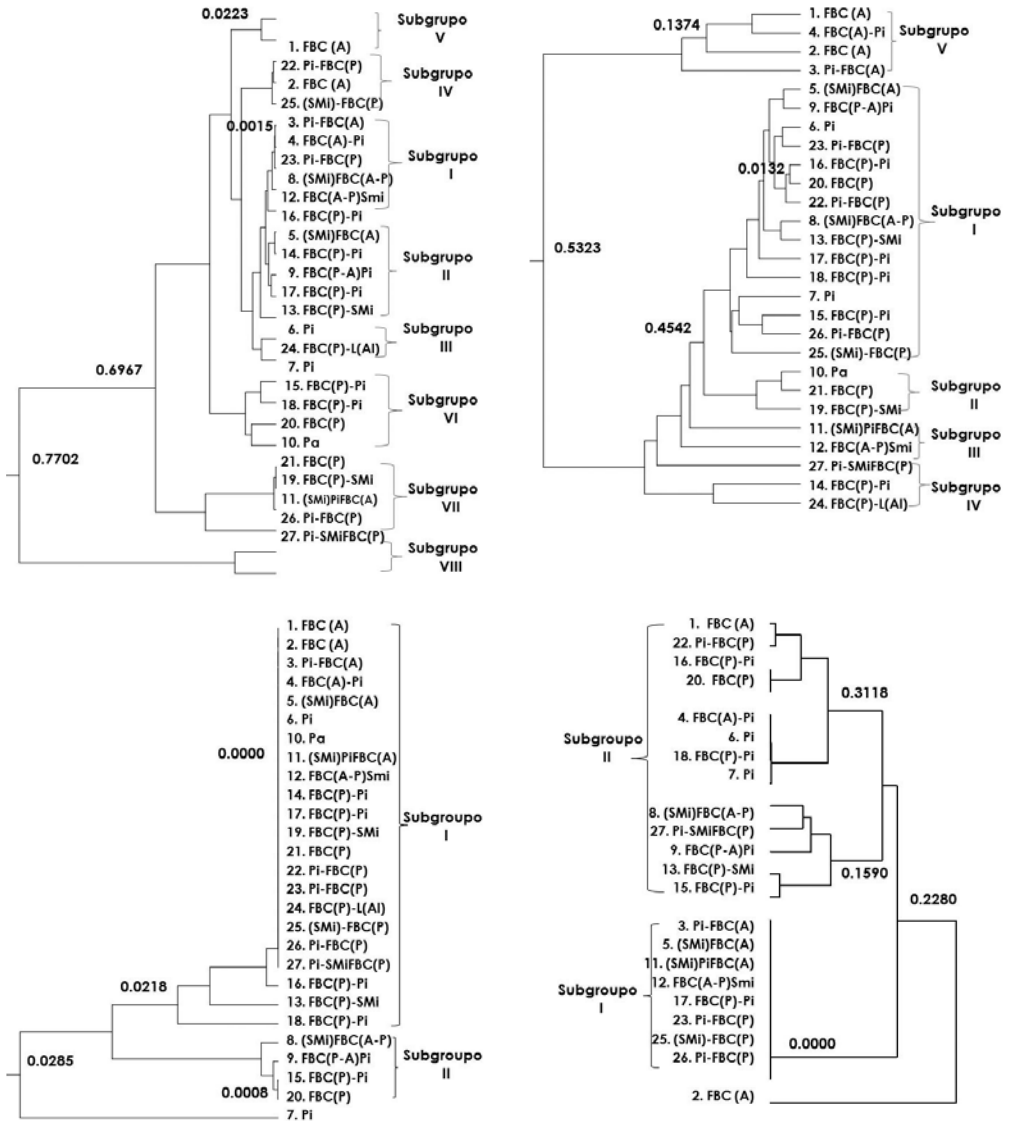 0.0223
Subgrupo
V
1. FBC (A)
22. Pi-FBC(P)
2. FBC (A)
25. (SMi)-FBC(P)
Subgrupo
IV
0.0015
3. Pi-FBC(A)
4. FBC(A)-Pi
23. Pi-FBC(P)
8. (SMi)FBC(A-P)
12. FBC(A-P)Smi
16. FBC(P)-Pi
Subgrupo
I
5. (SMi)FBC(A)
14. FBC(P)-Pi
9. FBC(P-A)Pi
17. FBC(P)-Pi
13. FBC(P)-SMi
Subgrupo
II
6. Pi
24. FBC(P)-L(Al)
7. Pi
Subgrupo
III
0.6967
15. FBC(P)-Pi
18. FBC(P)-Pi
20. FBC(P)
10. Pa
Subgrupo
VI
0.7702
21. FBC(P)
19. FBC(P)-SMi
11. (SMi)PiFBC(A)
26. Pi-FBC(P)
27. Pi-SMiFBC(P)
Subgrupo
VII
Subgrupo
VIII
0.1374
1. FBC (A)
4. FBC(A)-Pi
2. FBC (A)
3. Pi-FBC(A)
Subgrupo
V
5. (SMi)FBC(A)
9. FBC(P-A)Pi
6. Pi
23. Pi-FBC(P)
0.0132
16. FBC(P)-Pi
20. FBC(P)
22. Pi-FBC(P)
8. (SMi)FBC(A-P)
13. FBC(P)-SMi
17. FBC(P)-Pi
18. FBC(P)-Pi
7. Pi
15. FBC(P)-Pi
26. Pi-FBC(P)
25. (SMi)-FBC(P)
Subgrupo
I
0.5323
0.4542
10. Pa
21. FBC(P)
19. FBC(P)-SMi
Subgrupo
II
11. (SMi)PiFBC(A)
12. FBC(A-P)Smi
Subgrupo
III
27. Pi-SMiFBC(P)
14. FBC(P)-Pi
24. FBC(P)-L(Al)
Subgrupo
IV
1. FBC (A)
2. FBC (A)
3. Pi-FBC(A)
4. FBC(A)-Pi
5. (SMi)FBC(A)
6. Pi
10. Pa
0.0000
11. (SMi)PiFBC(A)
12. FBC(A-P)Smi
14. FBC(P)-Pi
17. FBC(P)-Pi
19. FBC(P)-SMi
21. FBC(P)
22. Pi-FBC(P)
23. Pi-FBC(P)
24. FBC(P)-L(Al)
25. (SMi)-FBC(P)
26. Pi-FBC(P)
27. Pi-SMiFBC(P)
16. FBC(P)-Pi
13. FBC(P)-SMi
18. FBC(P)-Pi
Subgroupo
I
0.0218
0.0285
8. (SMi)FBC(A-P)
9. FBC(P-A)Pi
15. FBC(P)-Pi
0.0008
20. FBC(P)
Subgroupo
II
7. Pi
1. FBC (A)
22. Pi-FBC(P)
16. FBC(P)-Pi
20. FBC(P)
0.3118
4. FBC(A)-Pi
6. Pi
18. FBC(P)-Pi
7. Pi
Subgroupo
II
8. (SMi)FBC(A-P)
27. Pi-SMiFBC(P)
9. FBC(P-A)Pi
13. FBC(P)-SMi
15. FBC(P)-Pi
0.1590
0.2280
3. Pi-FBC(A)
5. (SMi)FBC(A)
11. (SMi)PiFBC(A)
12. FBC(A-P)Smi
17. FBC(P)-Pi
23. Pi-FBC(P)
25. (SMi)-FBC(P)
26. Pi-FBC(P)
Subgroupo
I
0.0000
2. FBC (A)